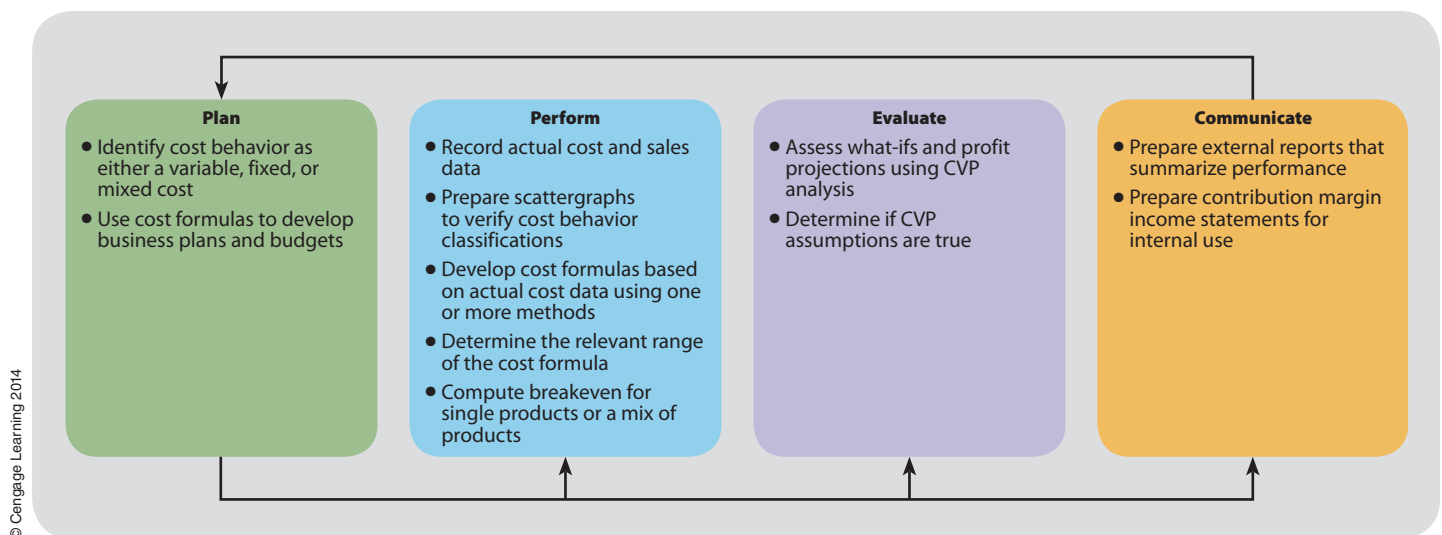 Plan
• Identify cost behavior as
either a variable, fixed, or
mixed cost
• Use cost formulas to develop
business plans and budgets
Perform
• Record actual cost and sales
data
• Prepare scattergraphs
to verify cost behavior
classifications
• Develop cost formulas based
on actual cost data using one
or more methods
• Determine the relevant range
of the cost formula
• Compute breakeven for
single products or a mix of
products
Evaluate
• Assess what-ifs and profit
projections using CVP
analysis
• Determine if CVP
assumptions are true
Communicate
• Prepare external reports that
summarize performance
• Prepare contribution margin
income statements for
internal use
© Cengage Learning 2014